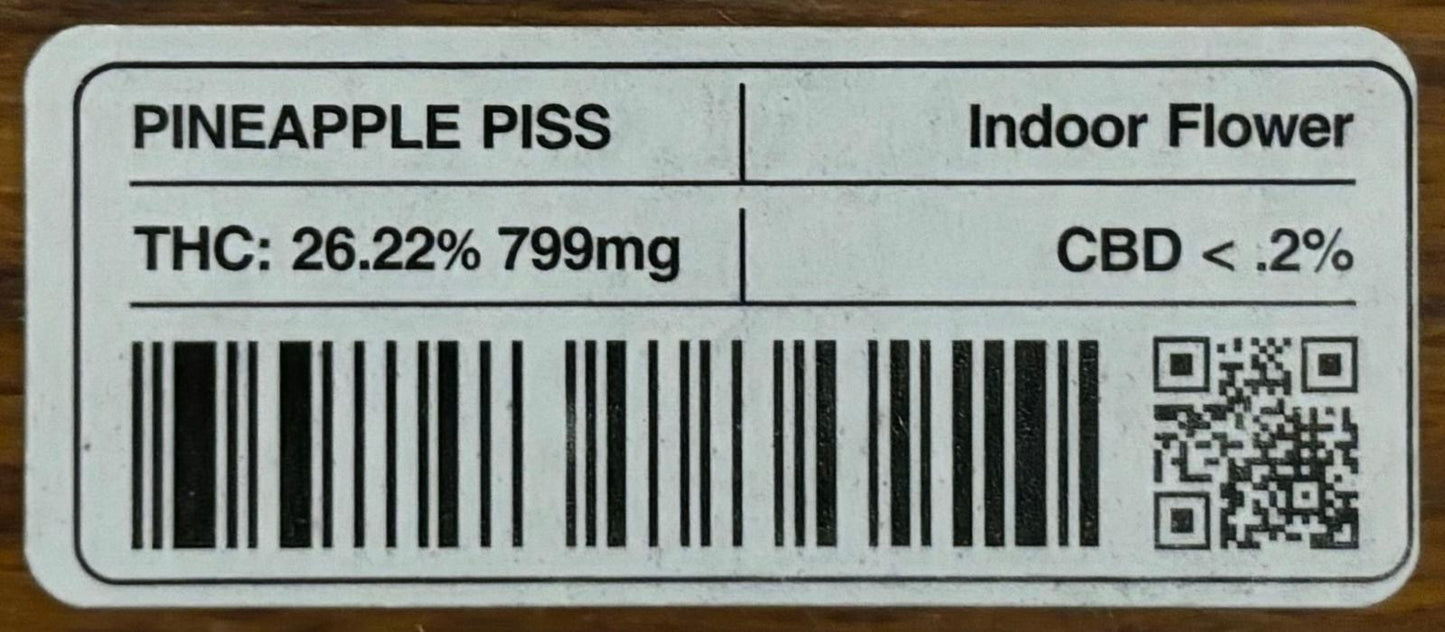 PINEAPPLE PISS Indoor Flower
THC: 26.22% 799mg CBD < .2%